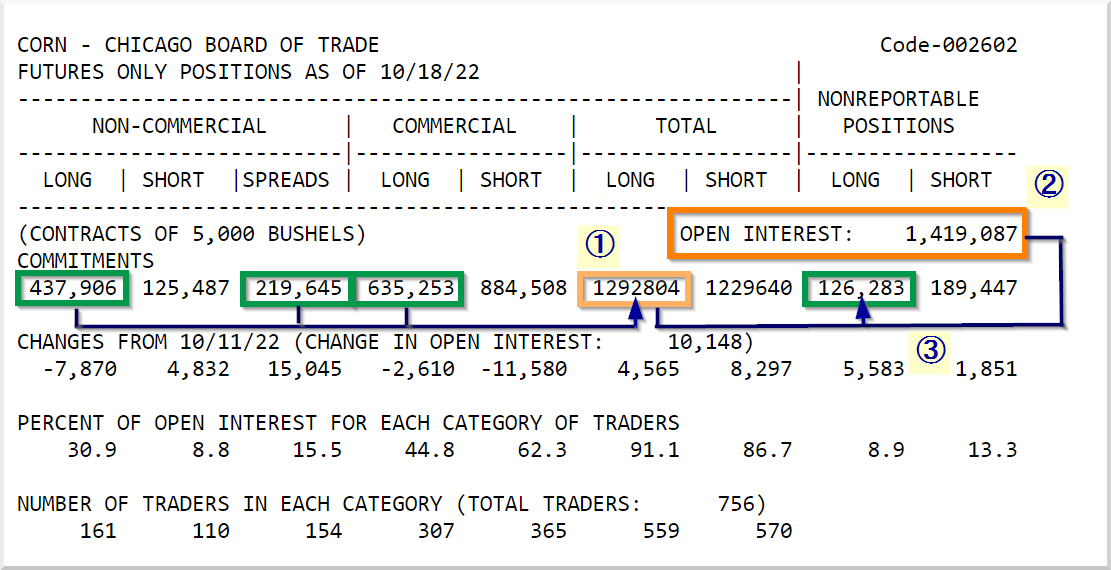 CORN - CHICAGO BOARD OF TRADE Code-002602
FUTURES ONLY POSITIONS AS OF 10/18/22 |
--------------------------------------------------------------| NONREPORTABLE
NON-COMMERCIAL | COMMERCIAL | TOTAL | POSITIONS
--------------------------|-----------------|-----------------|-----------------
LONG | SHORT |SPREADS | LONG | SHORT | LONG | SHORT | LONG | SHORT
--------------------------------------------------------------------------------
②
(CONTRACTS OF 5,000 BUSHELS) ① OPEN INTEREST: 1,419,087
COMMITMENTS
437,906 125,487 219,645 635,253 884,508 1292804 1229640 126,283 189,447
CHANGES FROM 10/11/22 (CHANGE IN OPEN INTEREST: 10,148) ③
-7,870 4,832 15,045 -2,610 -11,580 4,565 8,297 5,583 1,851
PERCENT OF OPEN INTEREST FOR EACH CATEGORY OF TRADERS
30.9 8.8 15.5 44.8 62.3 91.1 86.7 8.9 13.3
NUMBER OF TRADERS IN EACH CATEGORY (TOTAL TRADERS: 756)
161 110 154 307 365 559 570